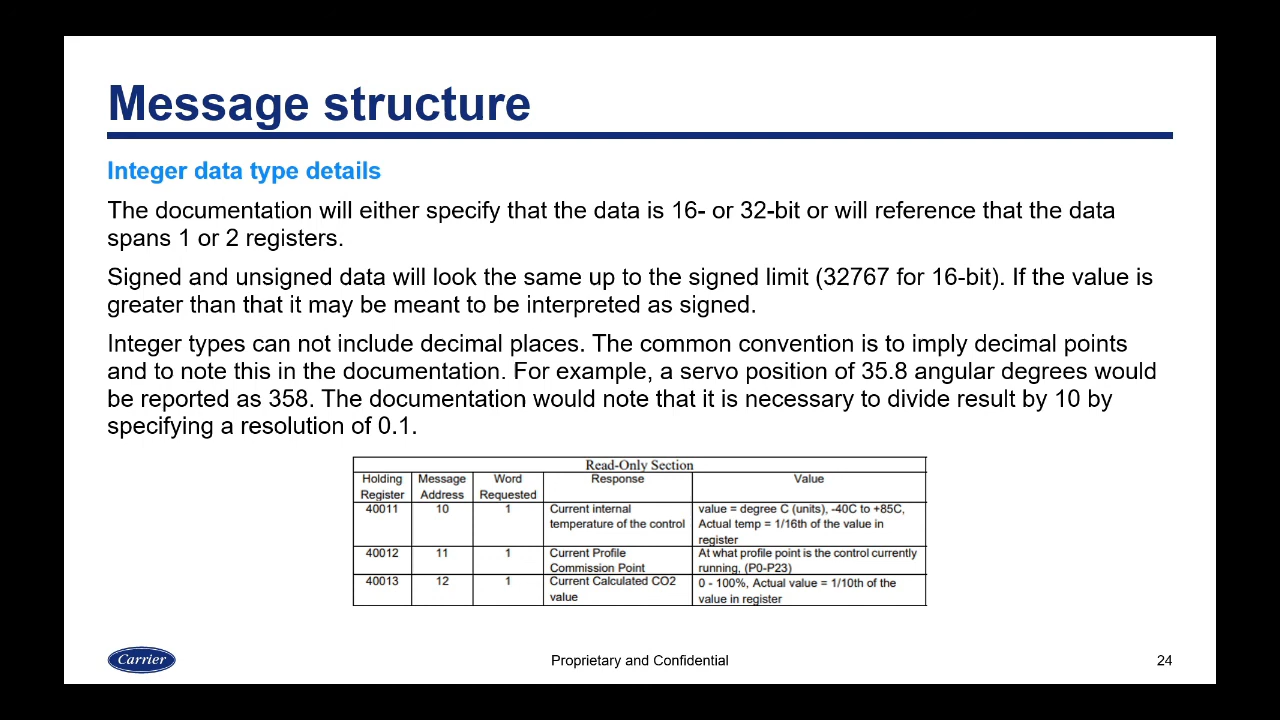 Message structure
Integer data type details
The documentation will either specify that the data is 16- or 32-bit or will reference that the data
spans 1 or 2 registers.
Signed and unsigned data will look the same up to the signed limit (32767 for 16-bit). If the value is
greater than that it may be meant to be interpreted as signed.
Integer types can not include decimal places. The common convention is to imply decimal points
and to note this in the documentation. For example, a servo position of 35.8 angular degrees would
be reported as 358. The documentation would note that it is necessary to divide result by 10 by
specifying a resolution of 0.1.
Read-Only Section
Holding Message Word Response Value
Register Address Requested
40011 10 1 Current internal value = degree C (units), -40C to +85C,
temperature of the control Actual temp = 1/16th of the value in
register
40012 11 1 Current Profile At what profile point is the control currently
Commission Point running, (P0-P23)
40013 12 1 Current Calculated CO2 0 - 100%, Actual value = 1/10th of the
value value in register
Carrier Proprietary and Confidential 24